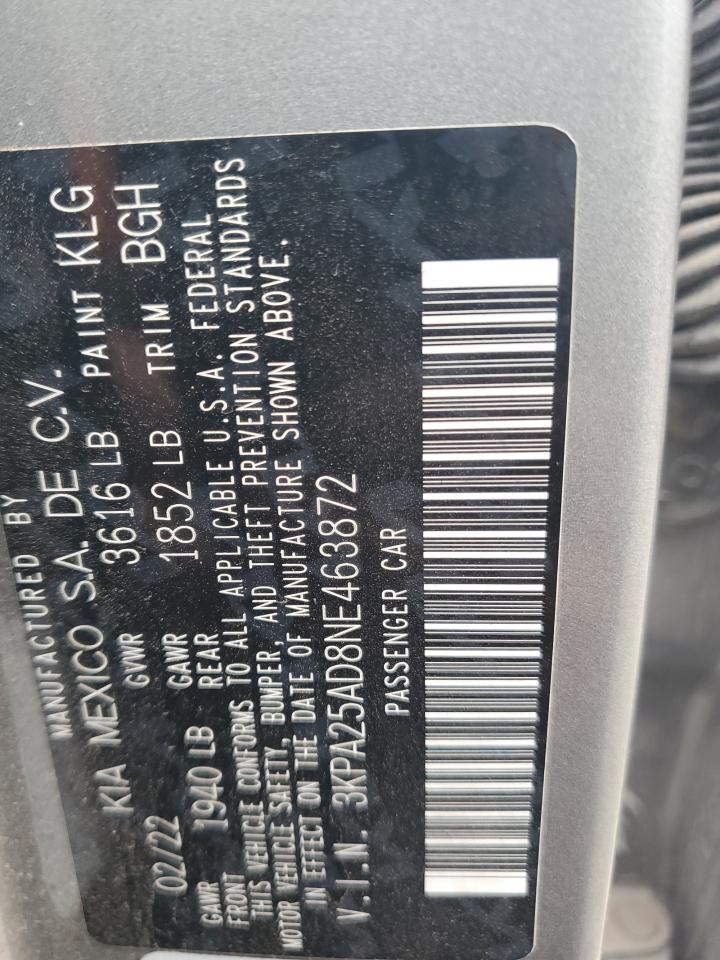 MANUFACTURED BY
KIA MEXICO S.A. DE C.V.
02/22 GVWR 3616 LB PAINT KLG
GAWR FRONT 1940 LB GAWR REAR 1852 LB TRIM BGH
THIS VEHICLE CONFORMS TO ALL APPLICABLE U.S.A. FEDERAL
MOTOR VEHICLE SAFETY, BUMPER, AND THEFT PREVENTION STANDARDS
IN EFFECT ON THE DATE OF MANUFACTURE SHOWN ABOVE.
V.I.N. 3KPA25AD8NE463872
PASSENGER CAR